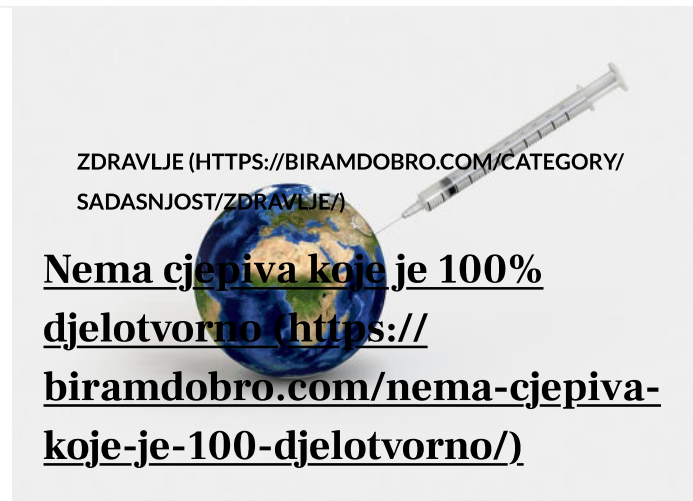 ZDRAVLJE (HTTPS://BIRAMDOBRO.COM/CATEGORY/
SADASNJOST/ZDRAVLJE/)
Nema cjepiva koje je 100%
djelotvorno (https://
biramdobro.com/nema-cjepiva-
koje-je-100-djelotvorno/)